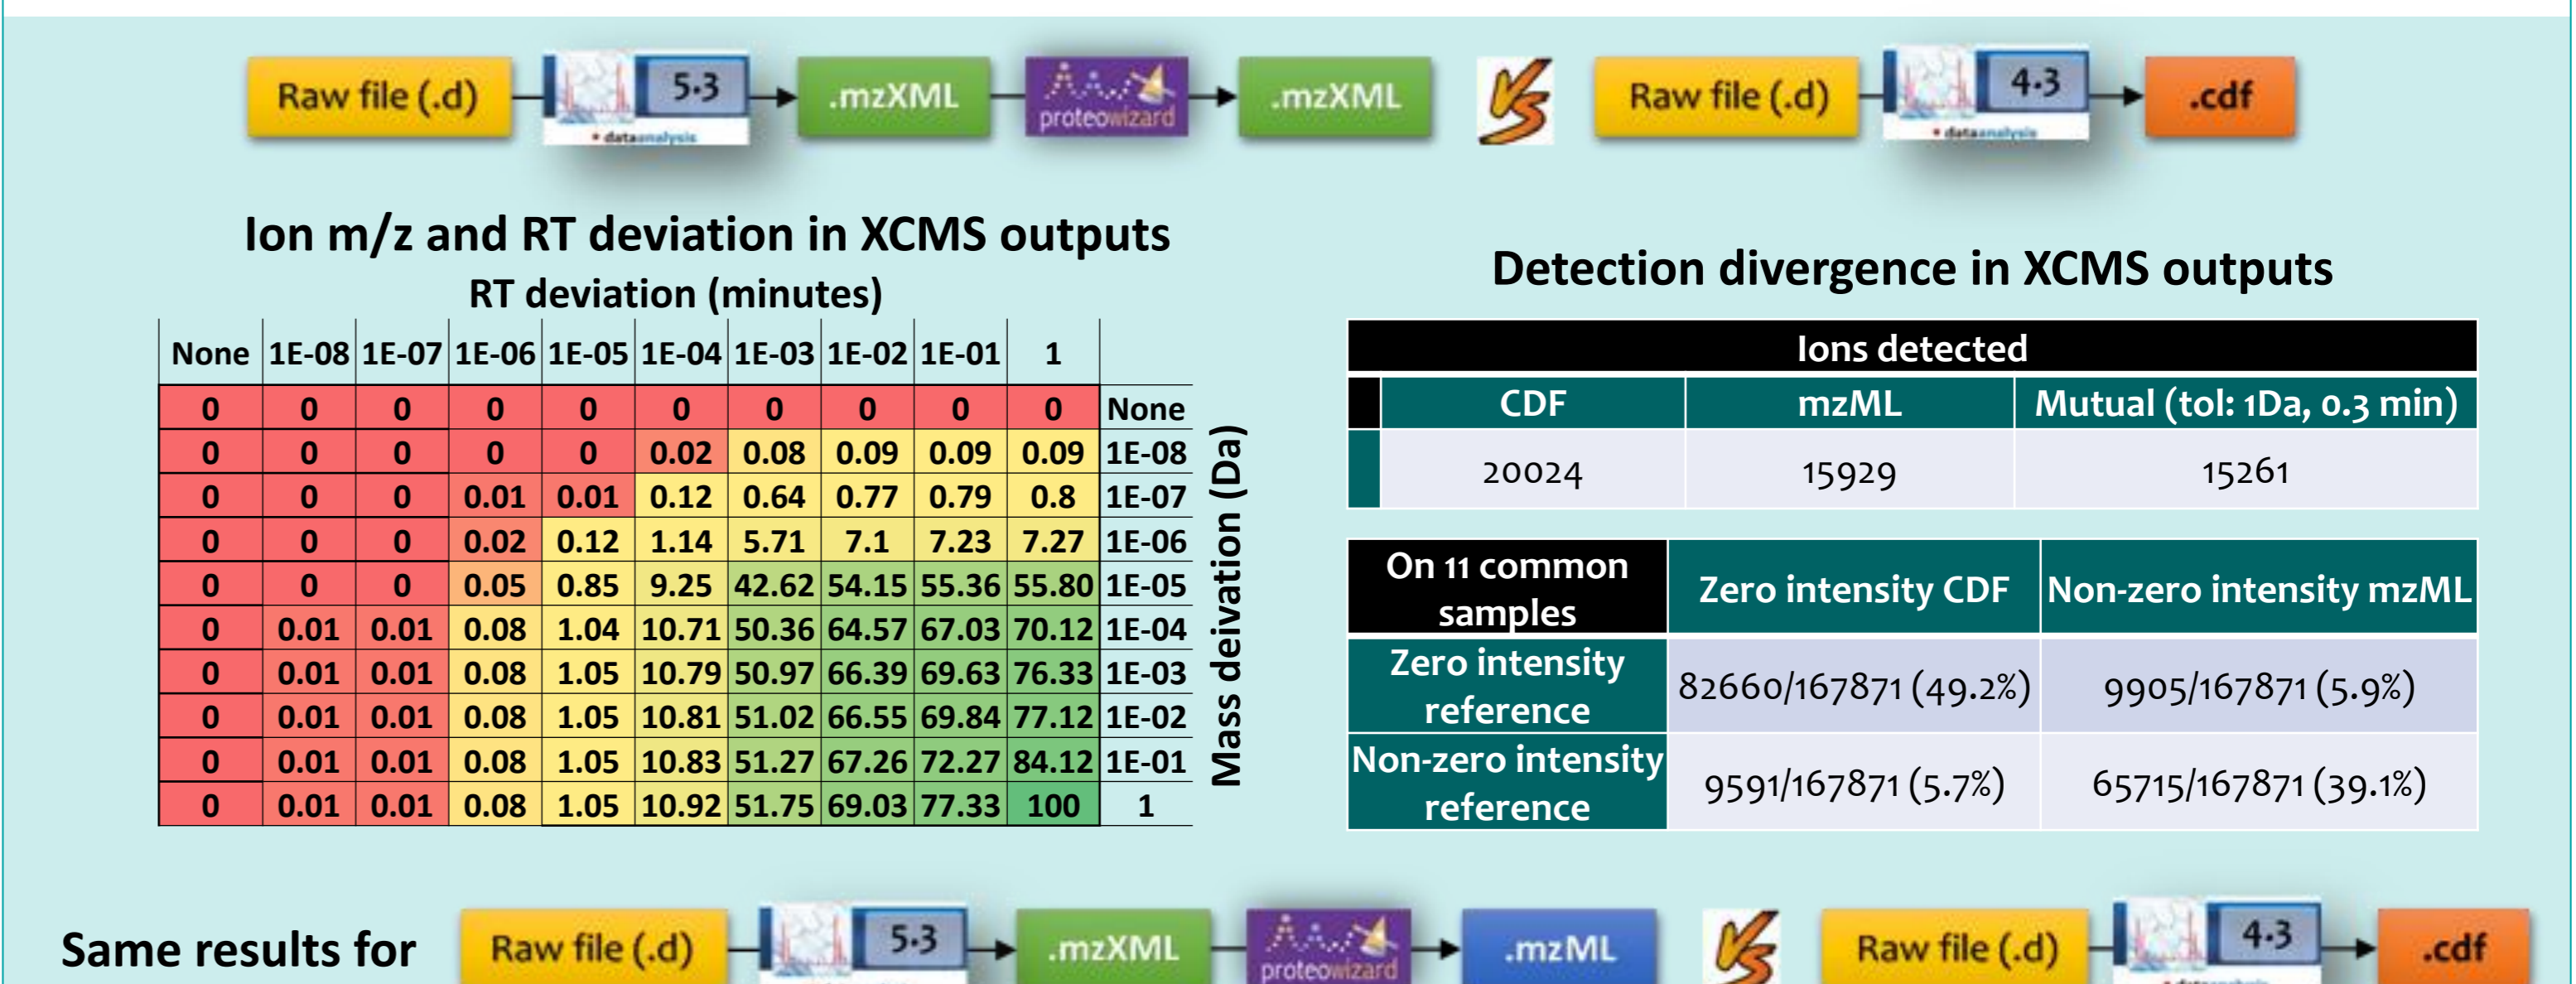 Raw file (.d) 5.3 .mzXML proteowizard .mzXML VS Raw file (.d) 4.3 .cdf
dataanalysis dataanalysis
Ion m/z and RT deviation in XCMS outputs
RT deviation (minutes)
None 1E-08 1E-07 1E-06 1E-05 1E-04 1E-03 1E-02 1E-01 1
0 0 0 0 0 0 0 0 0 0 None
0 0 0 0 0 0.02 0.08 0.09 0.09 0.09 1E-08
0 0 0 0.01 0.01 0.12 0.64 0.77 0.79 0.8 1E-07
0 0 0 0.02 0.12 1.14 5.71 7.1 7.23 7.27 1E-06
0 0 0 0.05 0.85 9.25 42.62 54.15 55.36 55.80 1E-05
0 0.01 0.01 0.08 1.04 10.71 50.36 64.57 67.03 70.12 1E-04
0 0.01 0.01 0.08 1.05 10.79 50.97 66.39 69.63 76.33 1E-03
0 0.01 0.01 0.08 1.05 10.81 51.02 66.55 69.84 77.12 1E-02
0 0.01 0.01 0.08 1.05 10.83 51.27 67.26 72.27 84.12 1E-01
0 0.01 0.01 0.08 1.05 10.92 51.75 69.03 77.33 100 1
Mass deivation (Da)
Detection divergence in XCMS outputs
Ions detected
CDF mzML Mutual (tol: 1Da, 0.3 min)
20024 15929 15261
On 11 common
samples
Zero intensity CDF Non-zero intensity mzML
Zero intensity
reference
82660/167871 (49.2%) 9905/167871 (5.9%)
Non-zero intensity
reference
9591/167871 (5.7%) 65715/167871 (39.1%)
Same results for Raw file (.d) 5.3 .mzXML proteowizard .mzML VS Raw file (.d) 4.3 .cdf